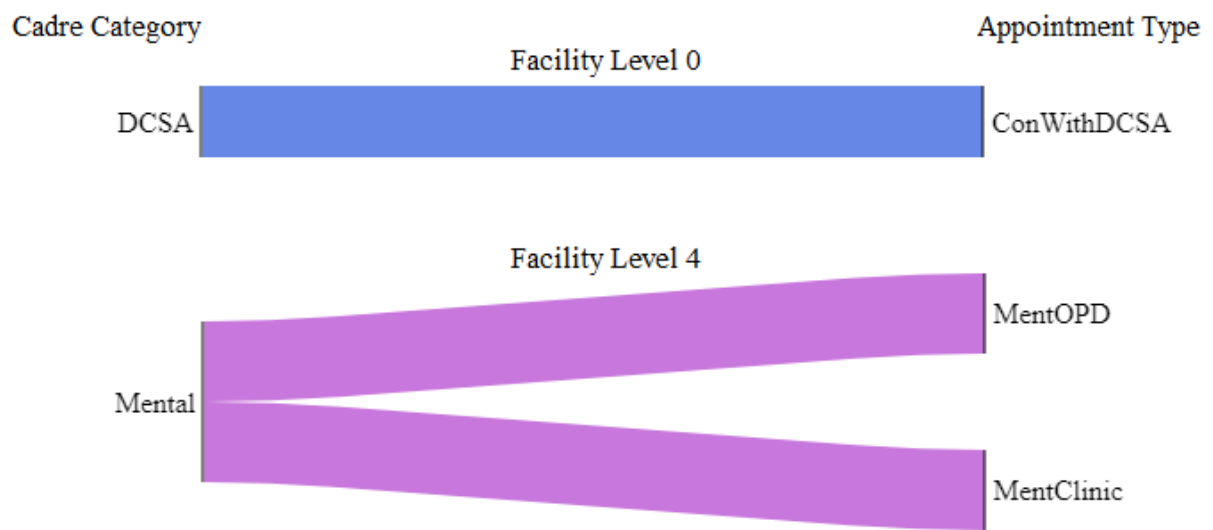 Cadre Category
Appointment Type
Facility Level 0
DCSA
ConWithDCSA
Facility Level 4
MentOPD
Mental
MentClinic